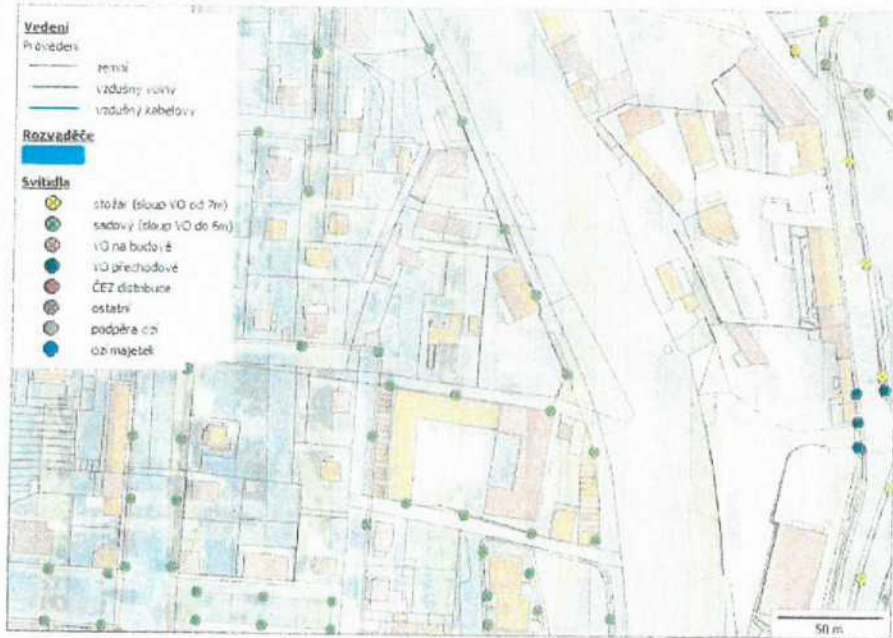 Vedení
Provedení
zemní
vzdušný volný
vzdušný kabelový
Rozvaděče
Svítidla
stožár (sloup VO od 7m)
sadový (sloup VO do 6m)
VO na budově
VO přechodové
ČEZ distribuce
ostatní
podpěra cizí
cizí majetek
50 m